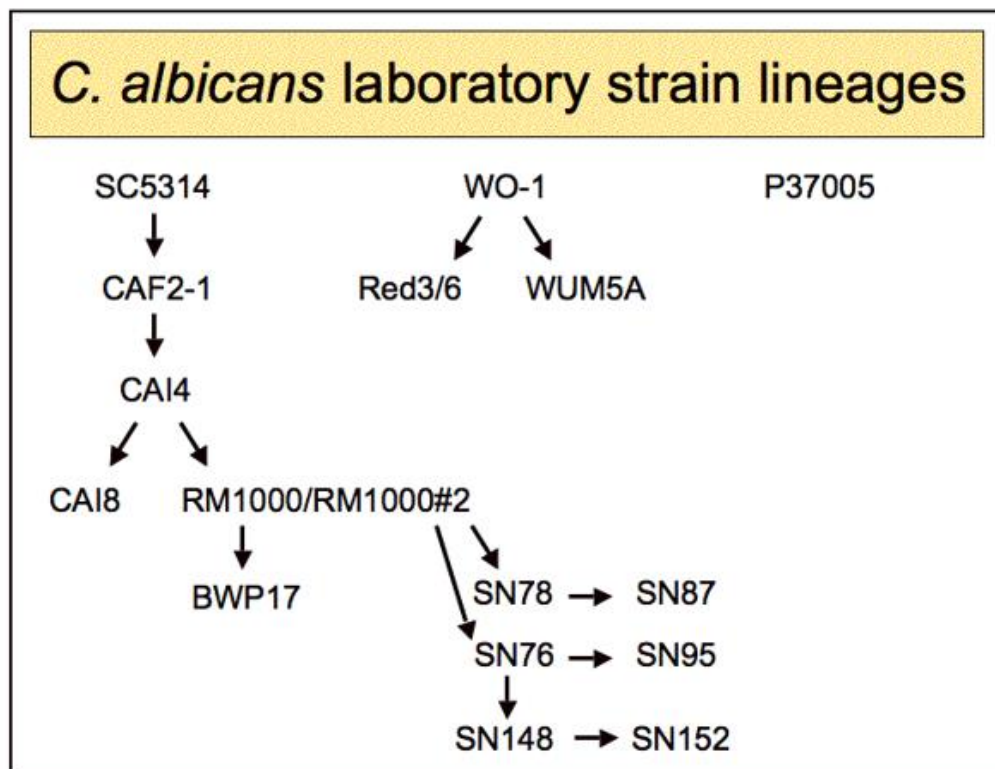 C. albicans laboratory strain lineages
SC5314 WO-1 P37005
CAF2-1 Red3/6 WUM5A
CAI4
CAI8 RM1000/RM1000#2
BWP17 SN78 SN87
SN76 SN95
SN148 SN152